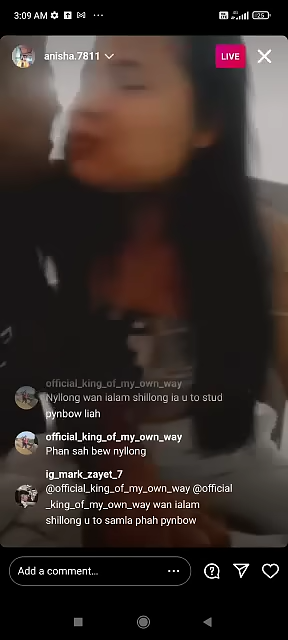 3:09 AM
25
anisha.7811
LIVE
official_king_of_my_own_way
Nyllong wan ialam shillong ia u to stud
pynbow liah
official_king_of_my_own_way
Phan sah bew nyllong
ig_mark_zayet_7
@official_king_of_my_own_way @official
_king_of_my_own_way wan ialam
shillong u to samla phah pynbow
Add a comment...